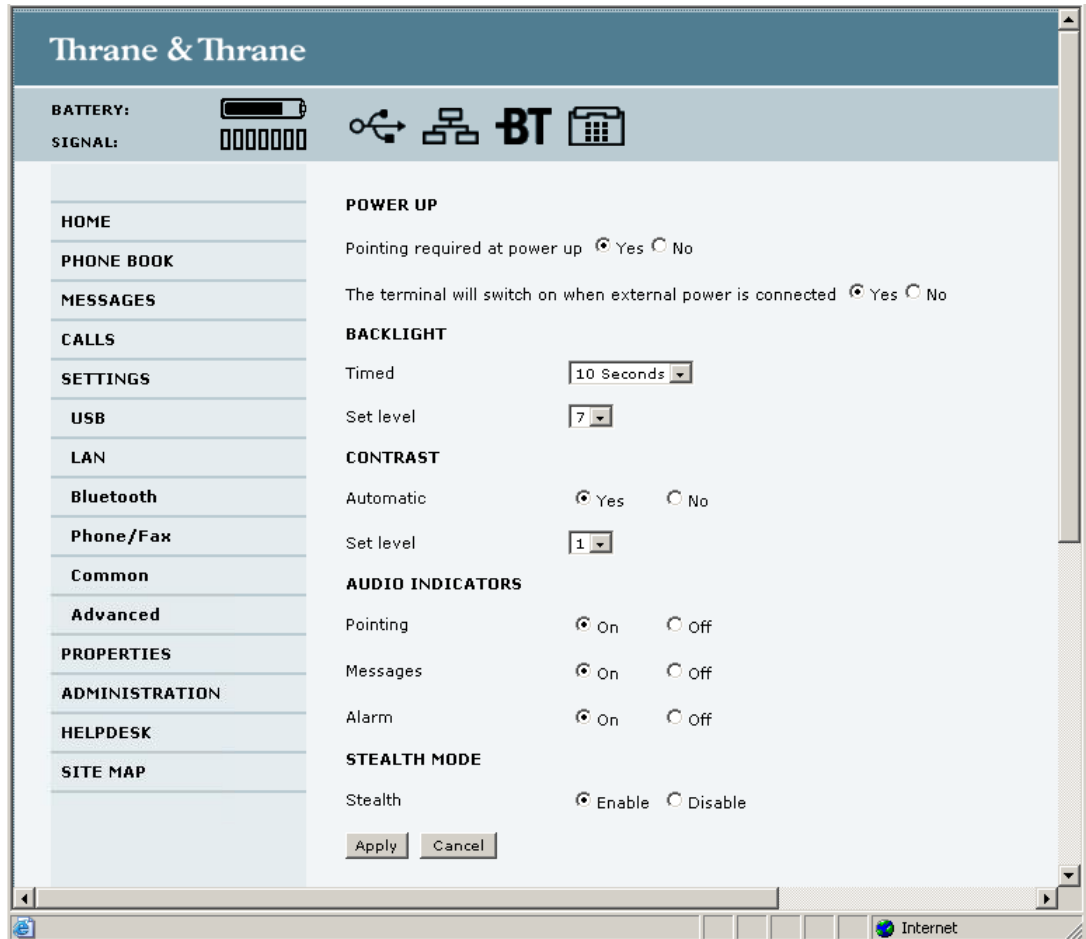 Thrane & Thrane
BATTERY:
SIGNAL:
BT
HOME
PHONE BOOK
MESSAGES
CALLS
SETTINGS
USB
LAN
Bluetooth
Phone/Fax
Common
Advanced
PROPERTIES
ADMINISTRATION
HELPDESK
SITE MAP
POWER UP
Pointing required at power up Yes No
The terminal will switch on when external power is connected Yes No
BACKLIGHT
Timed 10 Seconds
Set level 7
CONTRAST
Automatic Yes No
Set level 1
AUDIO INDICATORS
Pointing On Off
Messages On Off
Alarm On Off
STEALTH MODE
Stealth Enable Disable
Apply Cancel
Internet